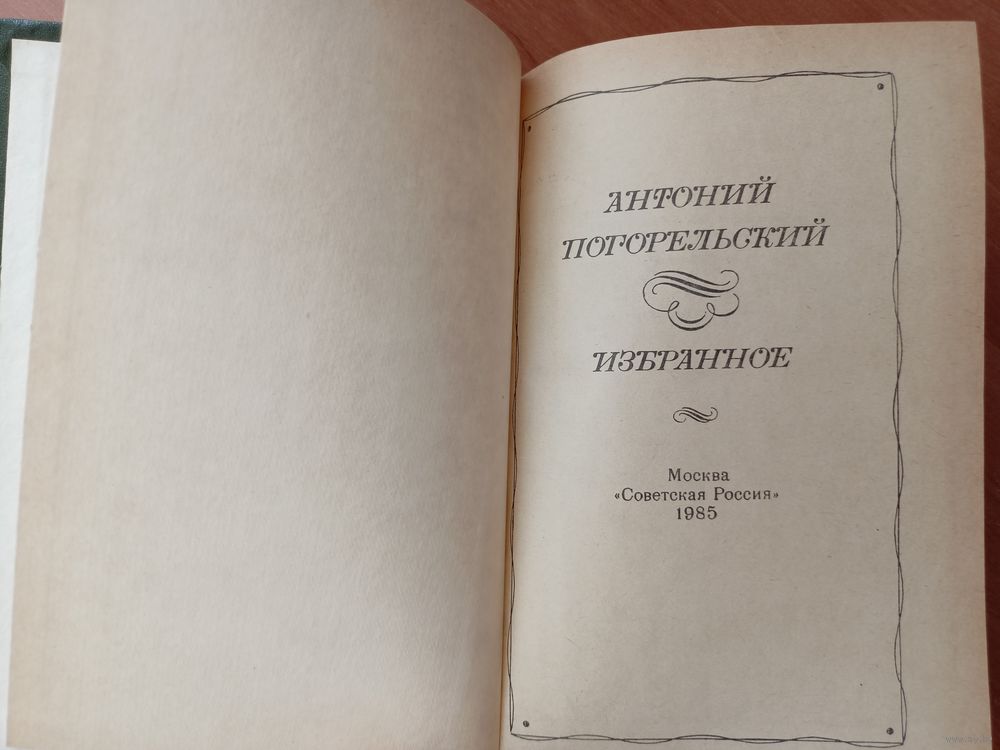 АНТОНИЙ
ПОГОРЕЛЬСКИЙ
ИЗБРАННОЕ
Москва
«Советская Россия»
1985